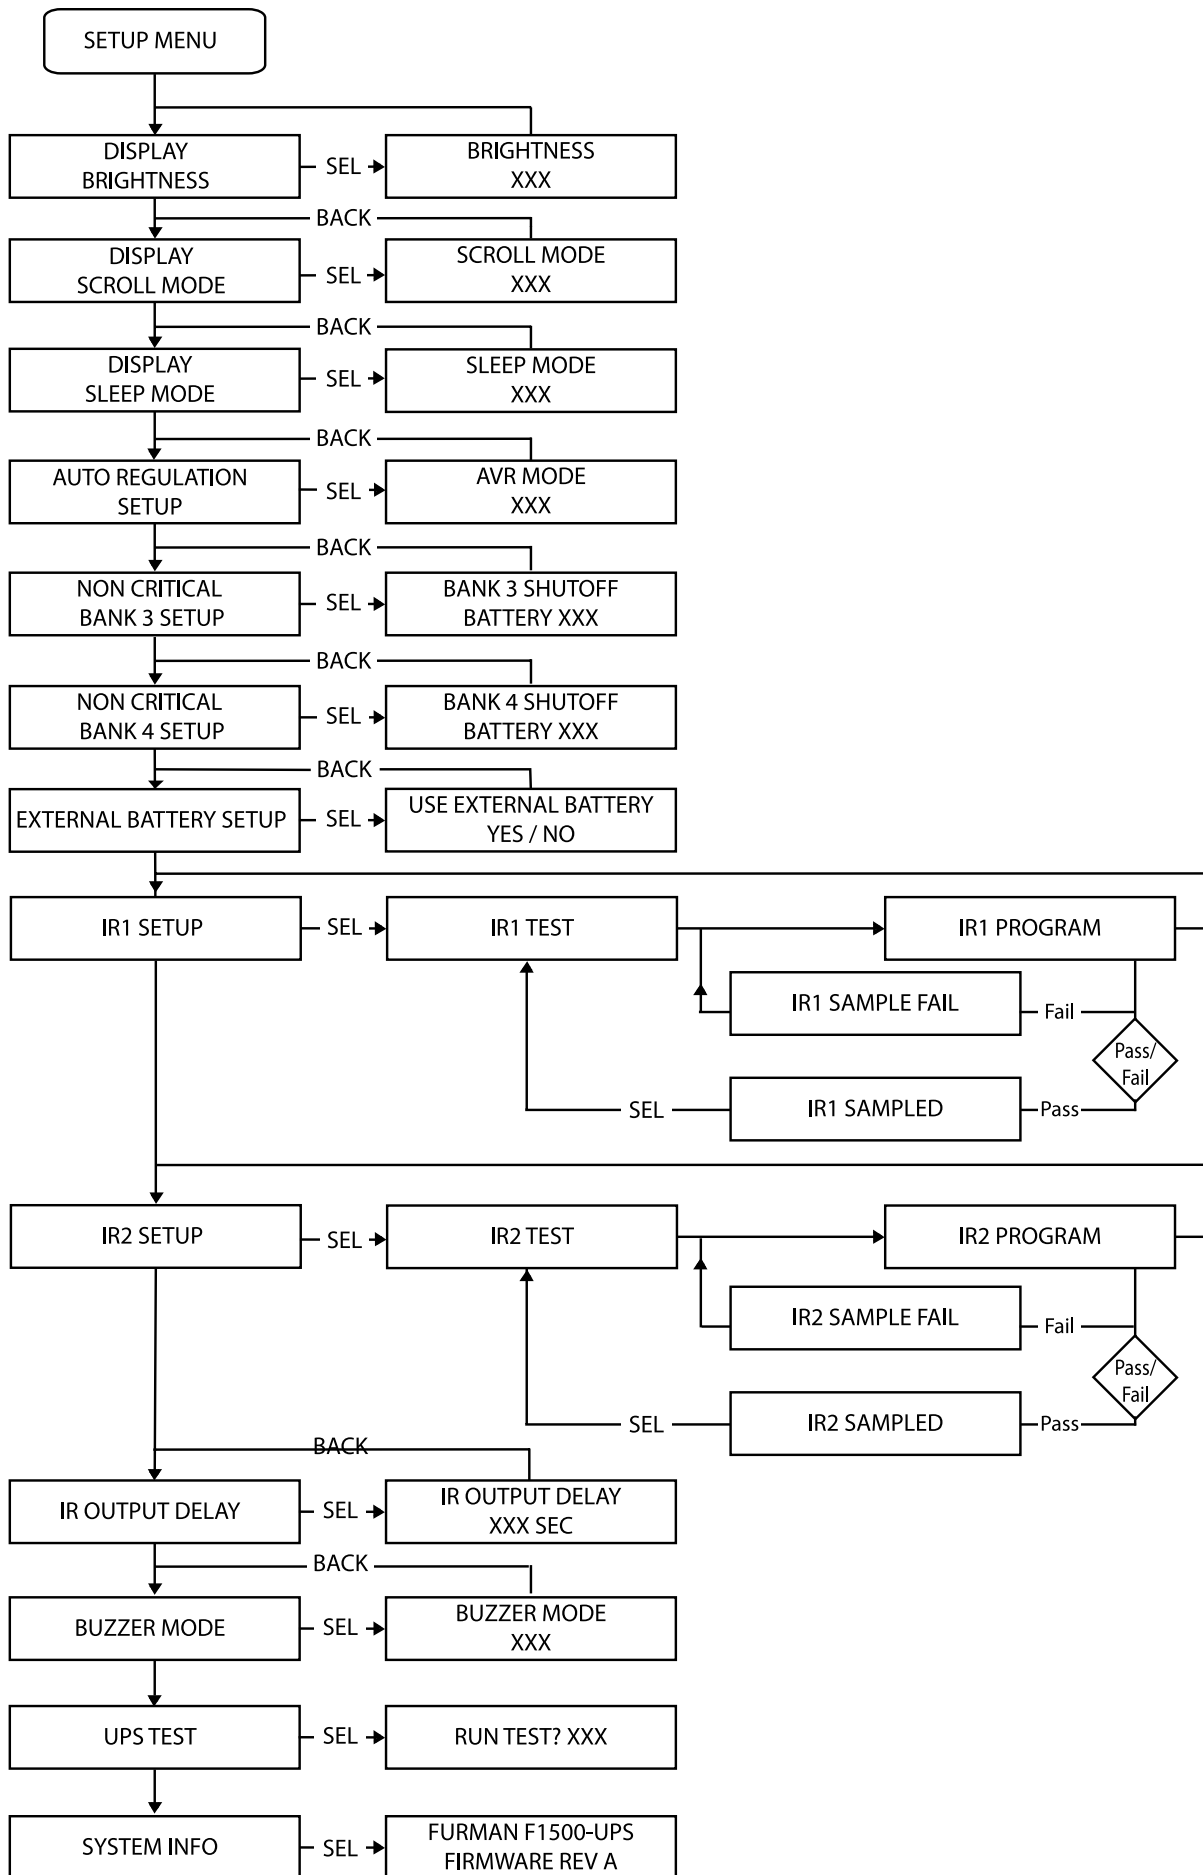 SETUP MENU
DISPLAY
BRIGHTNESS
SEL
BRIGHTNESS
XXX
BACK
DISPLAY
SCROLL MODE
SEL
SCROLL MODE
XXX
BACK
DISPLAY
SLEEP MODE
SEL
SLEEP MODE
XXX
BACK
AUTO REGULATION
SETUP
SEL
AVR MODE
XXX
BACK
NON CRITICAL
BANK 3 SETUP
SEL
BANK 3 SHUTOFF
BATTERY XXX
BACK
NON CRITICAL
BANK 4 SETUP
SEL
BANK 4 SHUTOFF
BATTERY XXX
BACK
EXTERNAL BATTERY SETUP
SEL
USE EXTERNAL BATTERY
YES / NO
IR1 SETUP
SEL
IR1 TEST
IR1 PROGRAM
IR1 SAMPLE FAIL
Fail
Pass/
Fail
SEL
IR1 SAMPLED
Pass
IR2 SETUP
SEL
IR2 TEST
IR2 PROGRAM
IR2 SAMPLE FAIL
Fail
Pass/
Fail
SEL
IR2 SAMPLED
Pass
BACK
IR OUTPUT DELAY
SEL
IR OUTPUT DELAY
XXX SEC
BACK
BUZZER MODE
SEL
BUZZER MODE
XXX
UPS TEST
SEL
RUN TEST? XXX
SYSTEM INFO
SEL
FURMAN F1500-UPS
FIRMWARE REV A